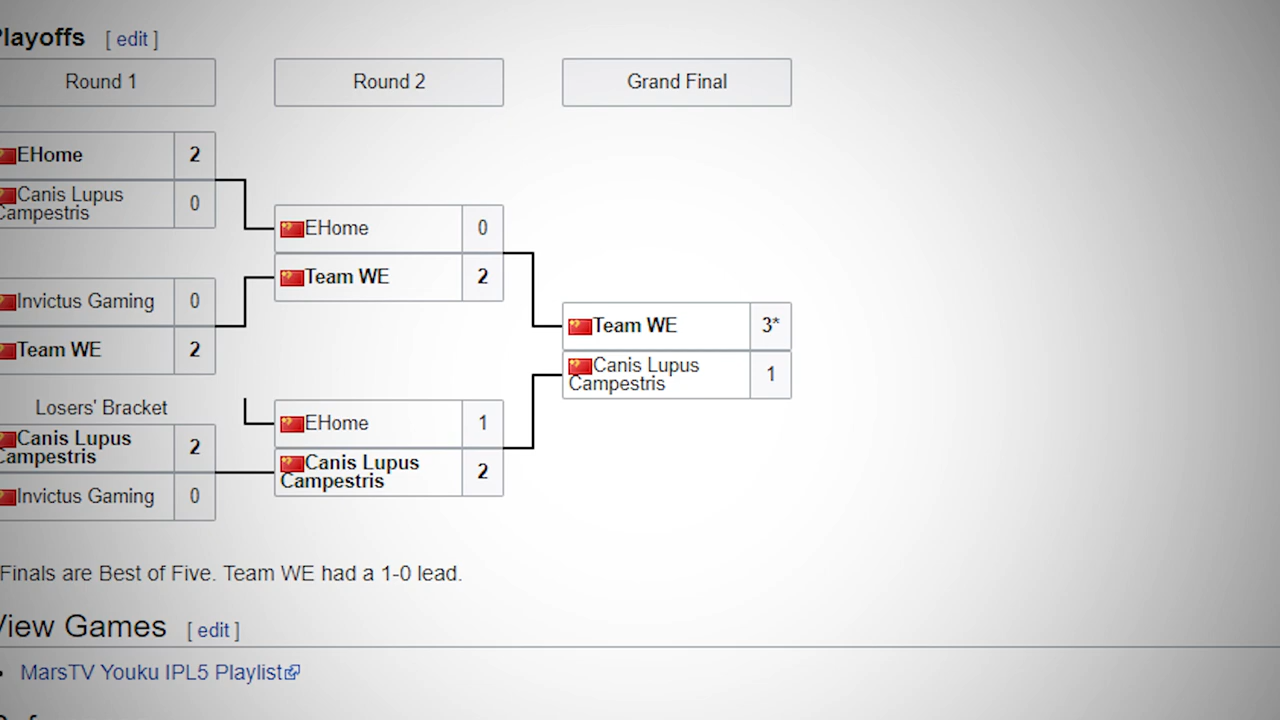 Playoffs [ edit ]
Round 1
Round 2
Grand Final
EHome 2
Canis Lupus
Campestris
0
Invictus Gaming 0
Team WE 2
Losers' Bracket
Canis Lupus
Campestris
2
Invictus Gaming 0
EHome 0
Team WE 2
EHome 1
Canis Lupus
Campestris
2
Team WE 3*
Canis Lupus
Campestris
1
Finals are Best of Five. Team WE had a 1-0 lead.
View Games [ edit ]
MarsTV Youku IPL5 Playlist